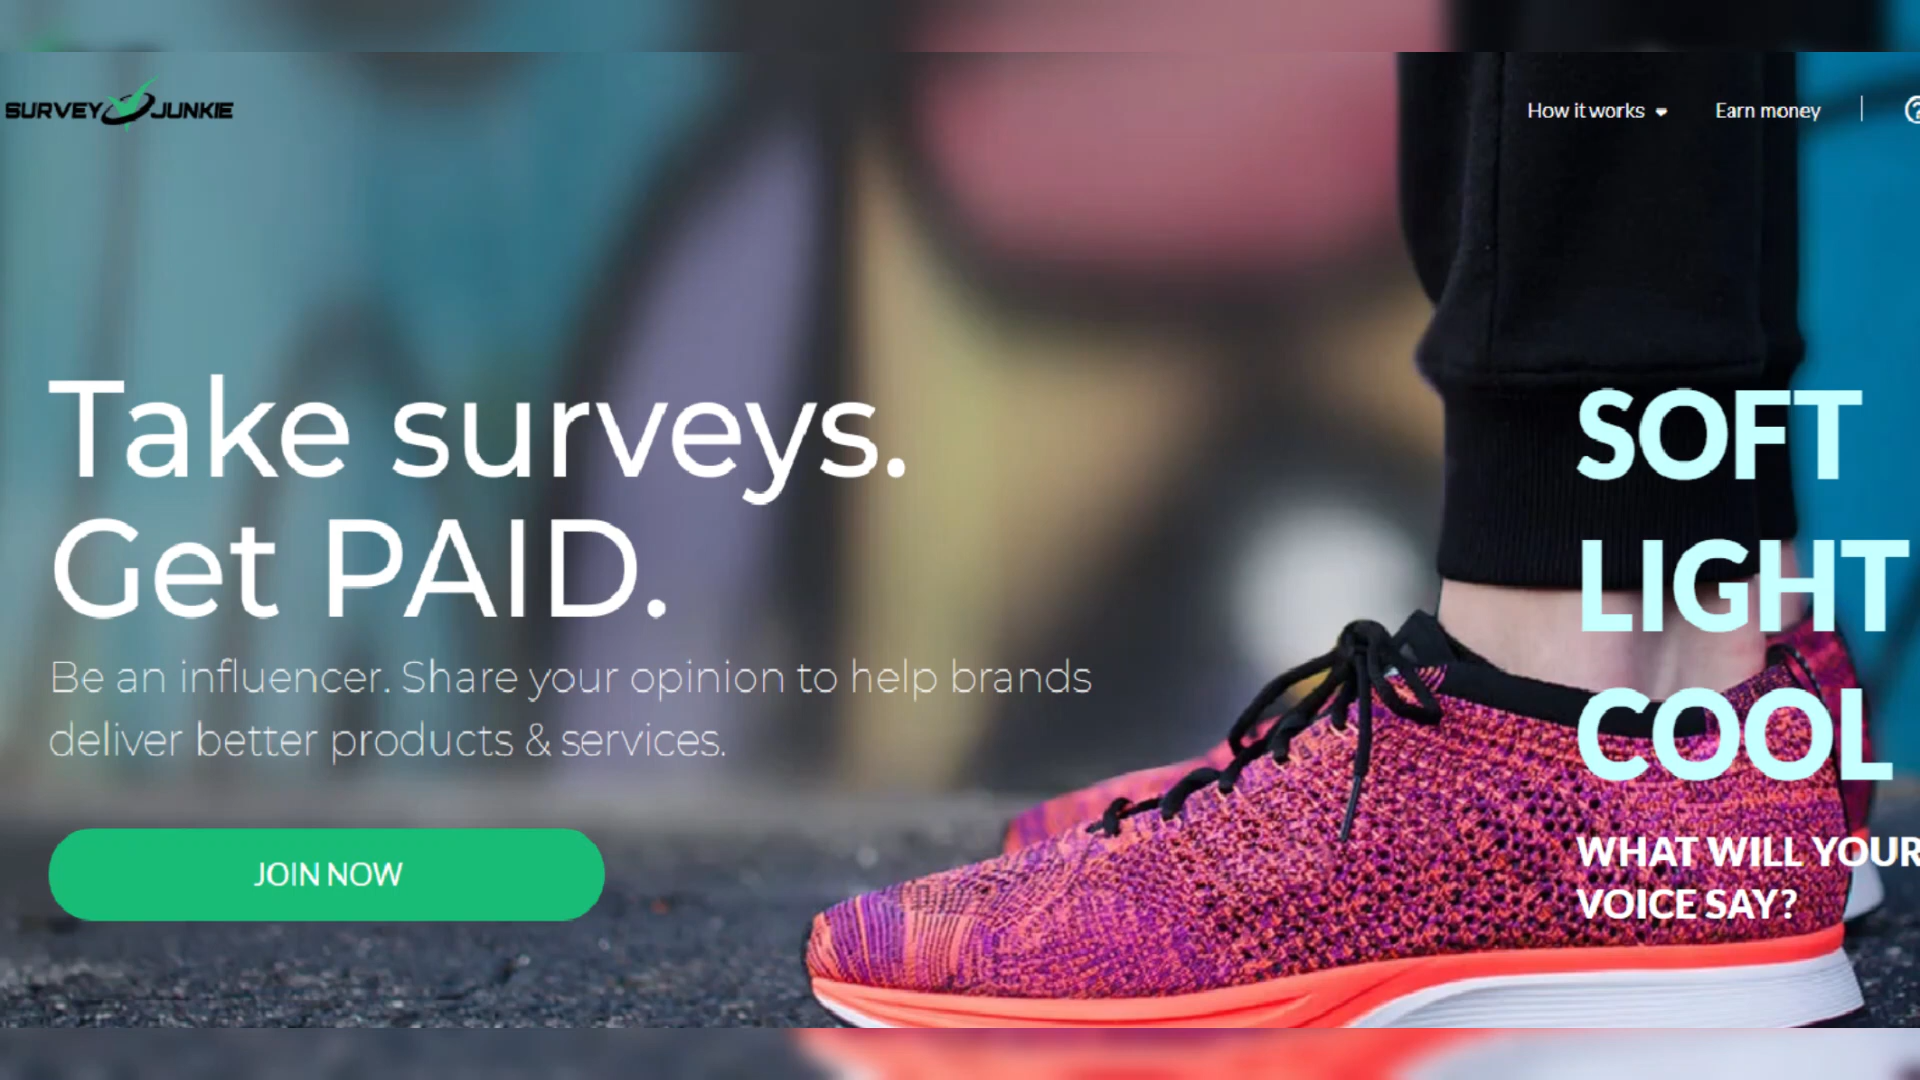 SURVEY JUNKIE
How it works
Earn money
Take surveys.
Get PAID.
Be an influencer. Share your opinion to help brands
deliver better products & services.
JOIN NOW
SOFT
LIGHT
COOL
WHAT WILL YOUR
VOICE SAY?